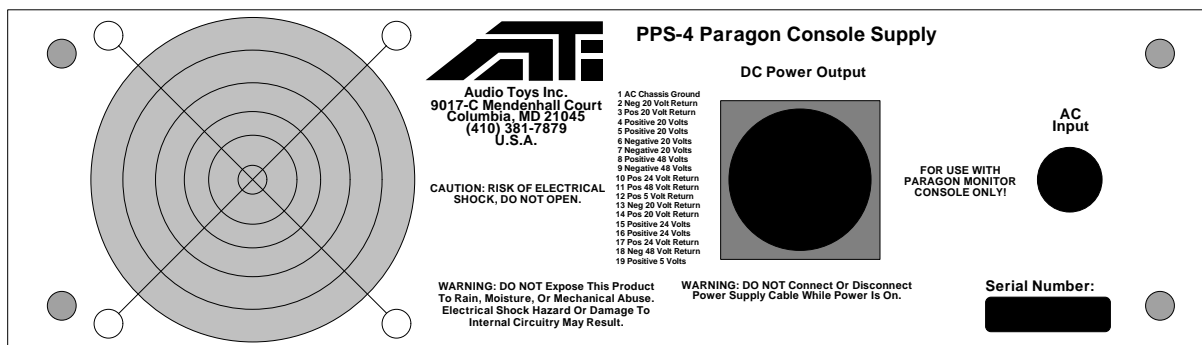 ATi
PPS-4 Paragon Console Supply
Audio Toys Inc.
9017-C Mendenhall Court
Columbia, MD 21045
(410) 381-7879
U.S.A.
CAUTION: RISK OF ELECTRICAL
SHOCK, DO NOT OPEN.
WARNING: DO NOT Expose This Product
To Rain, Moisture, Or Mechanical Abuse.
Electrical Shock Hazard Or Damage To
Internal Circuitry May Result.
DC Power Output
1 AC Chassis Ground
2 Neg 20 Volt Return
3 Pos 20 Volt Return
4 Positive 20 Volts
5 Positive 20 Volts
6 Negative 20 Volts
7 Negative 20 Volts
8 Positive 48 Volts
9 Negative 48 Volts
10 Pos 24 Volt Return
11 Pos 48 Volt Return
12 Pos 5 Volt Return
13 Neg 20 Volt Return
14 Pos 20 Volt Return
15 Positive 24 Volts
16 Positive 24 Volts
17 Pos 24 Volt Return
18 Neg 48 Volt Return
19 Positive 5 Volts
WARNING: DO NOT Connect Or Disconnect
Power Supply Cable While Power Is On.
FOR USE WITH
PARAGON MONITOR
CONSOLE ONLY!
AC
Input
Serial Number: